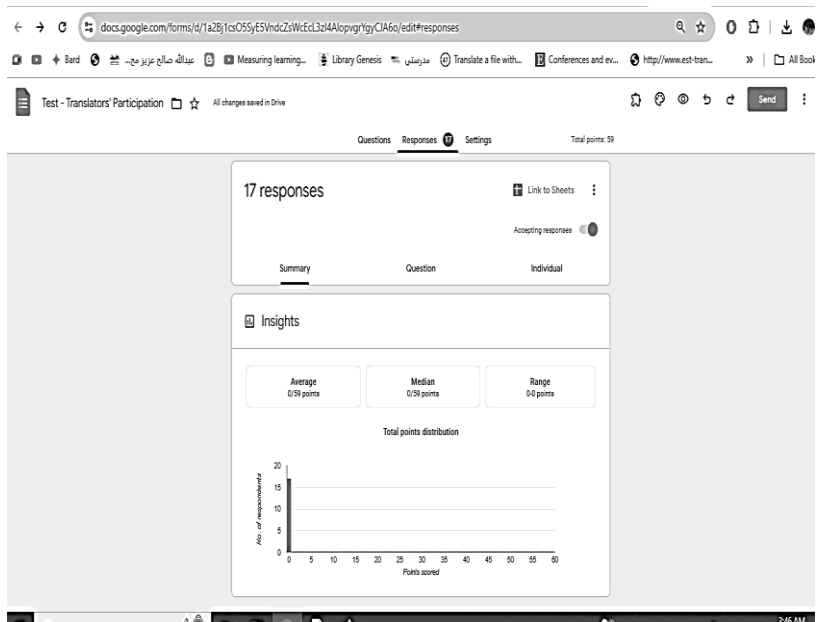 docs.google.com/forms/d/1a2Bj1csO5SyE5VndcZsWcEcL3zI4AlopvgrYgyCJA6o/edit#responses
Bard عبدالله صالح عزيز مح... Measuring learning... Library Genesis مدرستي Translate a file with... Conferences and ev... http://www.est-tran... » All Book
Test - Translators' Participation All changes saved in Drive Send
Questions Responses 17 Settings Total points: 59
17 responses Link to Sheets
Accepting responses
Summary Question Individual
Insights
Average Median Range
0/59 points 0/59 points 0-0 points
Total points distribution
20
15
10
5
0
No. of respondents
0 5 10 15 20 25 30 35 40 45 50 55 60
Points scored
3:46 AM